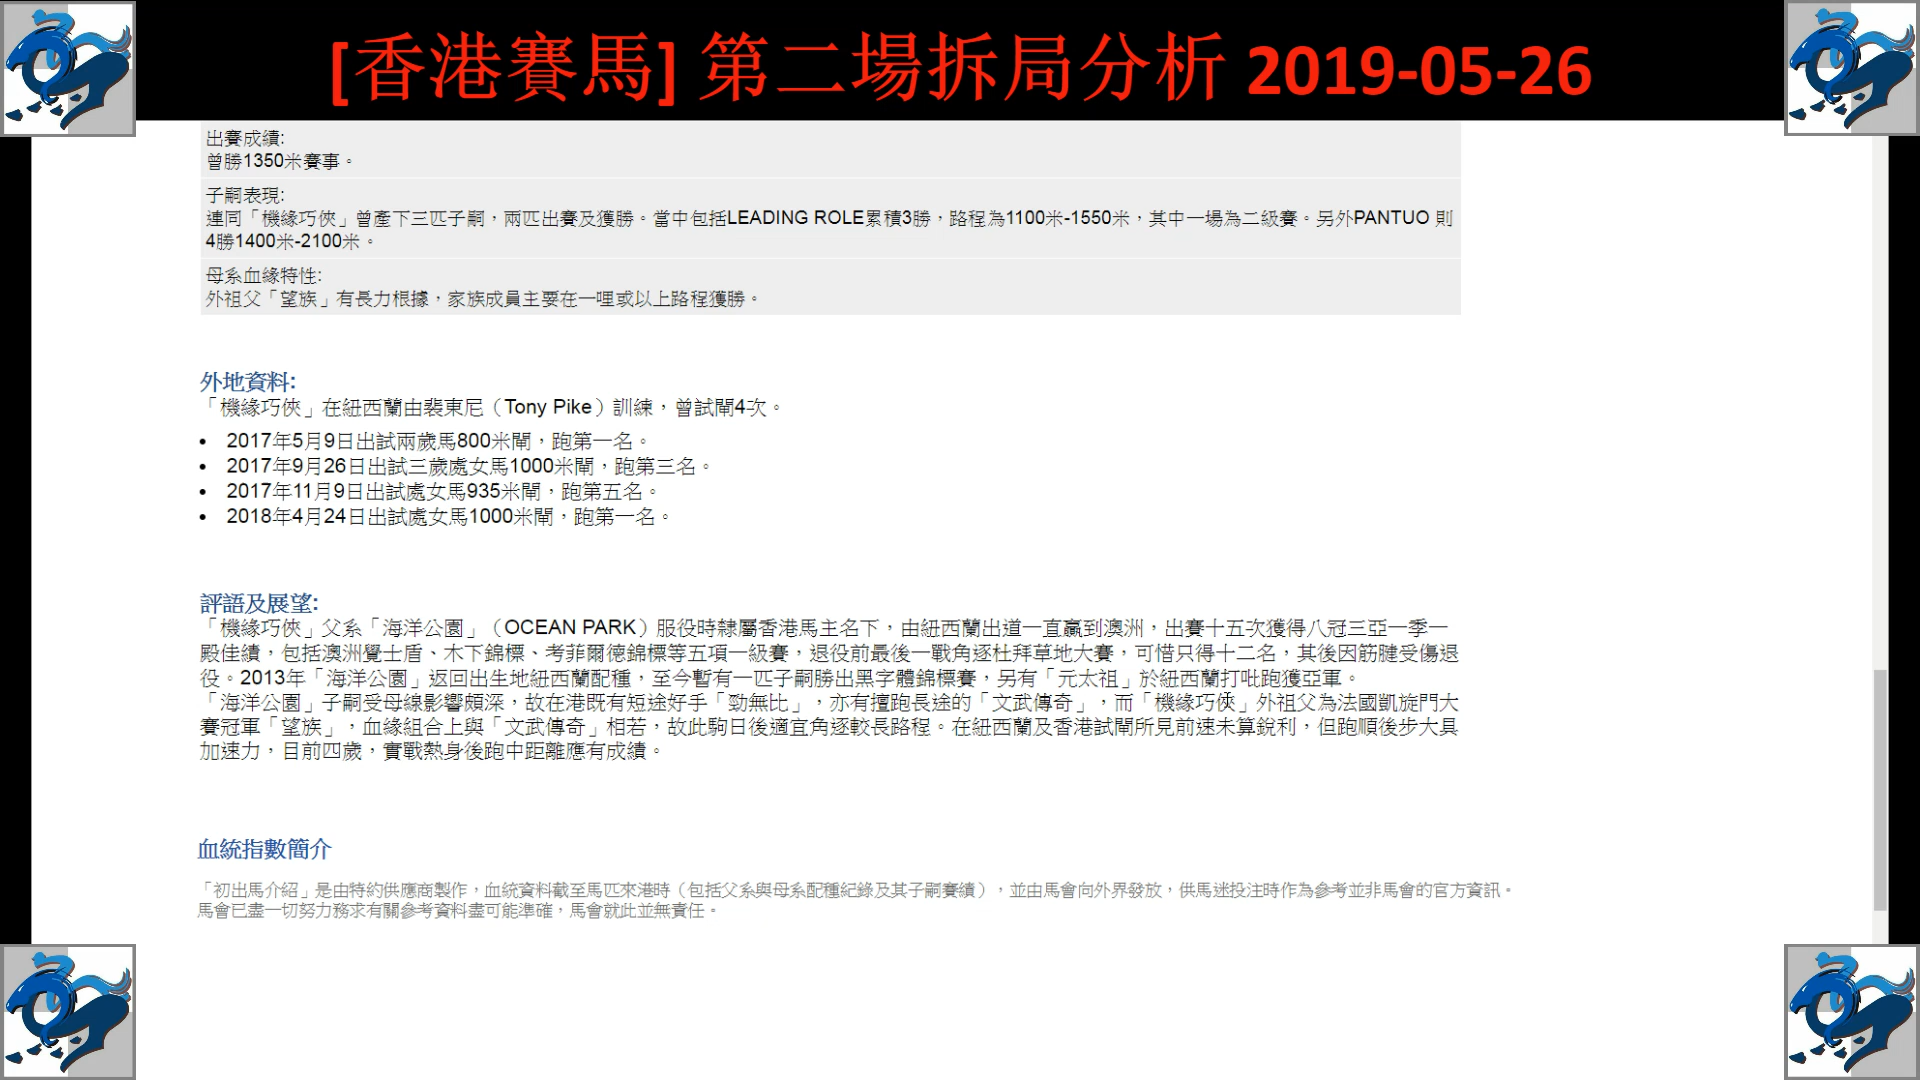 [香港賽馬] 第二場拆局分析 2019-05-26
出賽成績:
曾勝1350米賽事。
子嗣表現:
連同「機緣巧俠」曾產下三匹子嗣，兩匹出賽及獲勝。當中包括LEADING ROLE累積3勝，路程為1100米-1550米，其中一場為二級賽。另外PANTUO 則
4勝1400米-2100米。
母系血緣特性:
外祖父「望族」有長力根據，家族成員主要在一哩或以上路程獲勝。
外地資料:
「機緣巧俠」在紐西蘭由裴東尼（Tony Pike）訓練，曾試閘4次。
• 2017年5月9日出試兩歲馬800米閘，跑第一名。
• 2017年9月26日出試三歲處女馬1000米閘，跑第三名。
• 2017年11月9日出試處女馬935米閘，跑第五名。
• 2018年4月24日出試處女馬1000米閘，跑第一名。
評語及展望:
「機緣巧俠」父系「海洋公園」（OCEAN PARK）服役時隸屬香港馬主名下，由紐西蘭出道一直贏到澳洲，出賽十五次獲得八冠三亞一季一
殿佳績，包括澳洲覺士盾、木下錦標、考菲爾德錦標等五項一級賽，退役前最後一戰角逐杜拜草地大賽，可惜只得十二名，其後因筋腱受傷退
役。2013年「海洋公園」返回出生地紐西蘭配種，至今暫有一匹子嗣勝出黑字體錦標賽，另有「元太祖」於紐西蘭打吡跑獲亞軍。
「海洋公園」子嗣受母線影響頗深，故在港既有短途好手「勁無比」，亦有擅跑長途的「文武傳奇」，而「機緣巧俠」外祖父為法國凱旋門大
賽冠軍「望族」，血緣組合上與「文武傳奇」相若，故此駒日後適宜角逐較長路程。在紐西蘭及香港試閘所見前速未算銳利，但跑順後步大具
加速力，目前四歲，實戰熱身後跑中距離應有成績。
血統指數簡介
「初出馬介紹」是由特約供應商製作，血統資料截至馬匹來港時（包括父系與母系配種紀錄及其子嗣賽績），並由馬會向外界發放，供馬迷投注時作為參考並非馬會的官方資訊。
馬會已盡一切努力務求有關參考資料盡可能準確，馬會就此並無責任。